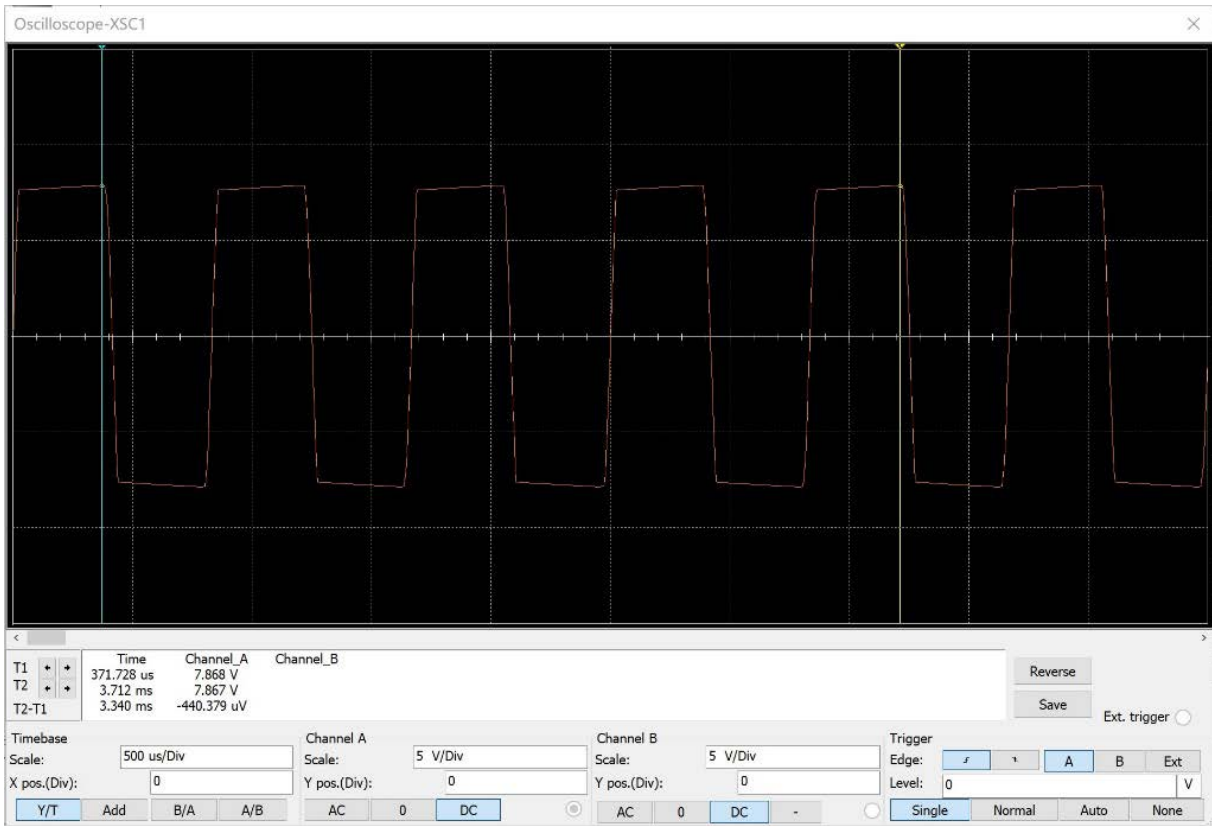 Oscilloscope-XSC1
Time Channel_A Channel_B
T1 371.728 us 7.868 V
T2 3.712 ms 7.867 V
T2-T1 3.340 ms -440.379 uV
Reverse
Save
Ext. trigger
Timebase
Scale: 500 us/Div
X pos.(Div): 0
Y/T Add B/A A/B
Channel A
Scale: 5 V/Div
Y pos.(Div): 0
AC 0 DC
Channel B
Scale: 5 V/Div
Y pos.(Div): 0
AC 0 DC -
Trigger
Edge: A B Ext
Level: 0 V
Single Normal Auto None